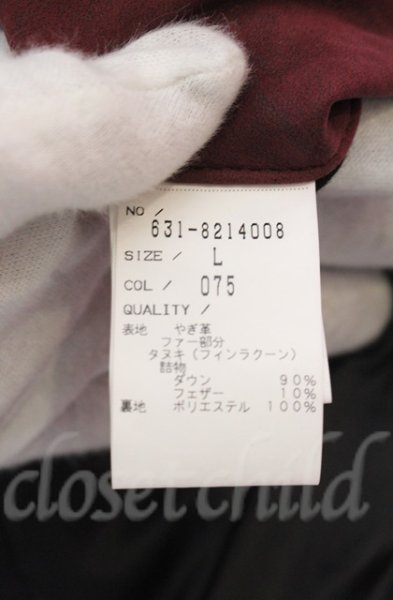 NO /
631-8214008
SIZE / L
COL / 075
QUALITY /
表地 やぎ革
ファー部分
タヌキ(フィンラクーン)
詰物
ダウン 90%
フェザー 10%
裏地 ポリエステル 100%
closet child